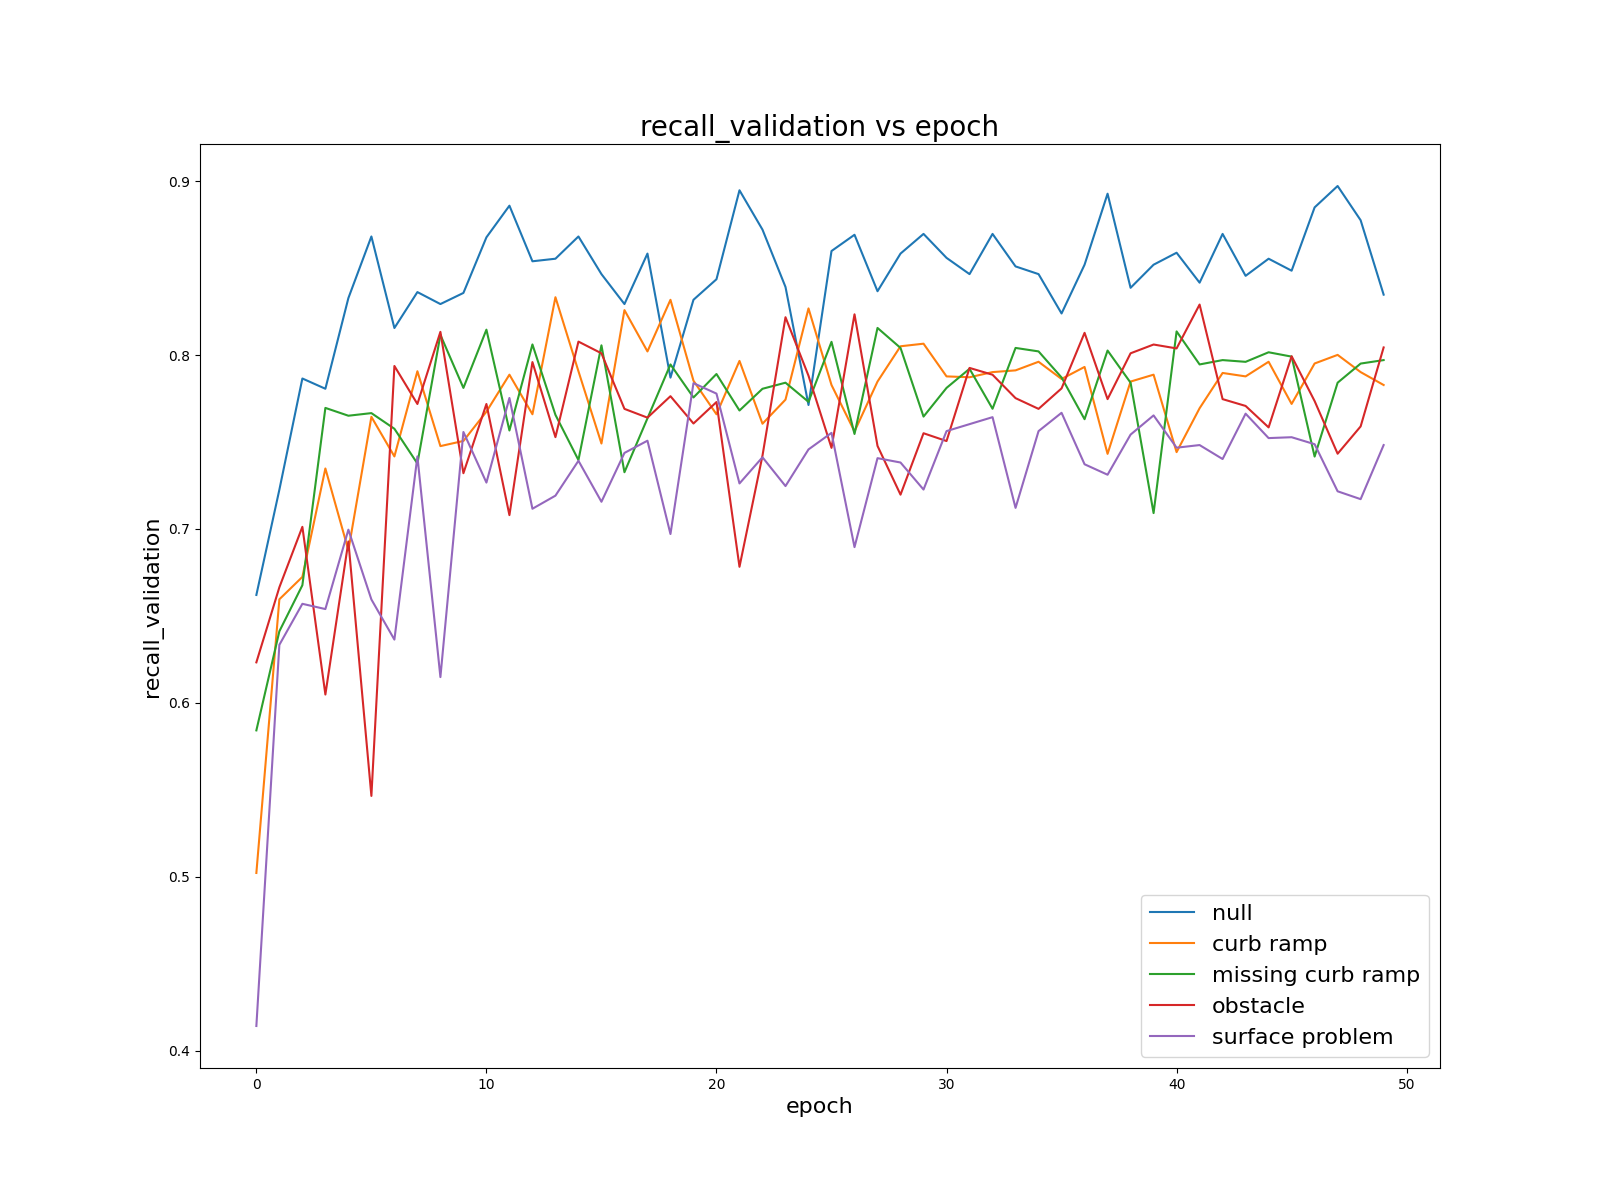 recall_validation vs epoch
recall_validation
0.9
0.8
0.7
0.6
0.5
0.4
0
10
20
30
40
50
epoch
null
curb ramp
missing curb ramp
obstacle
surface problem